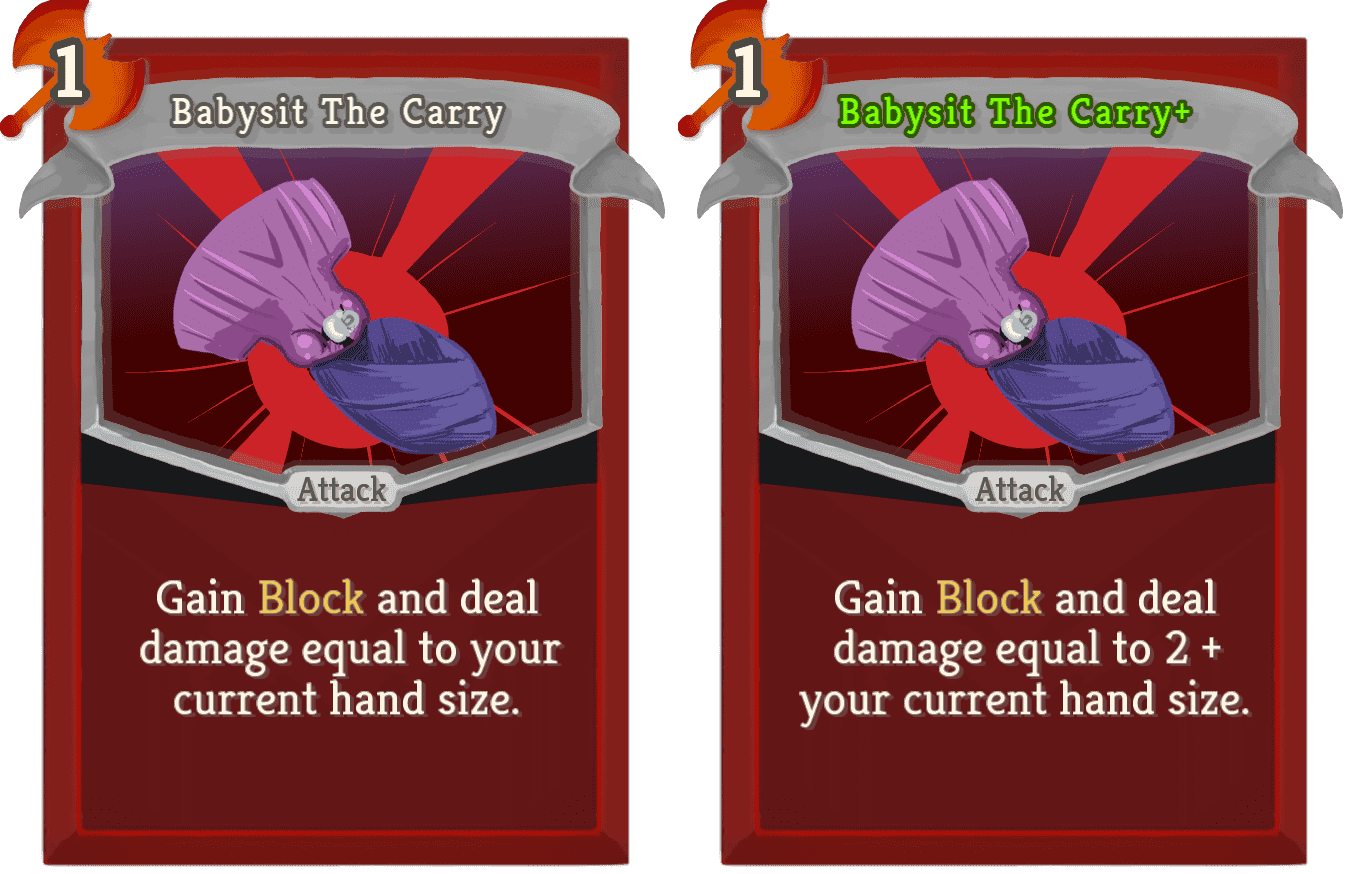 1
Babysit The Carry
Attack
Gain Block and deal
damage equal to your
current hand size.
1
Babysit The Carry+
Attack
Gain Block and deal
damage equal to 2 +
your current hand size.